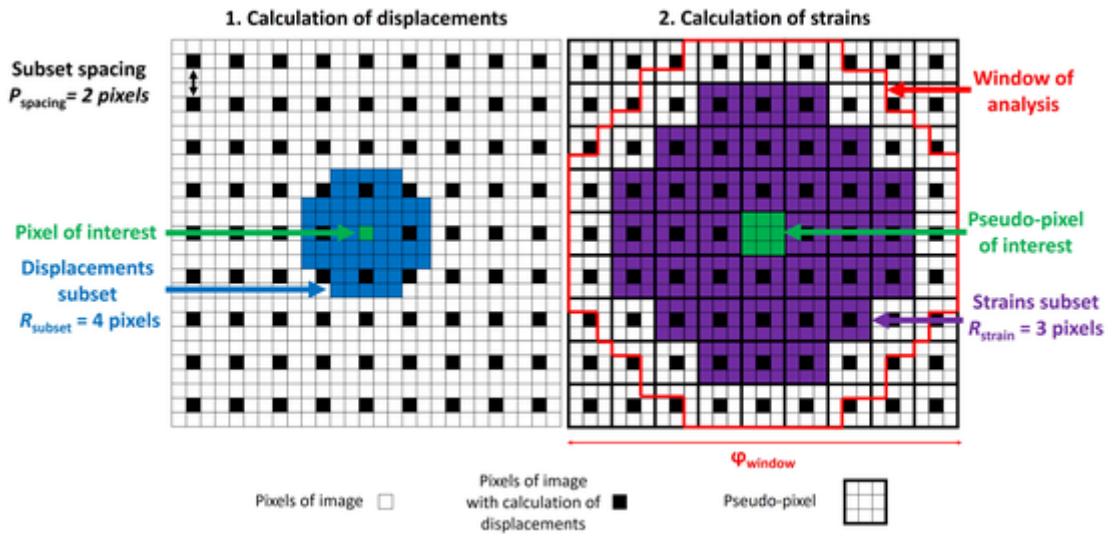 1. Calculation of displacements
2. Calculation of strains
Subset spacing
Pspacing= 2 pixels
Pixel of interest
Displacements
subset
Rsubset = 4 pixels
Window of
analysis
Pseudo-pixel
of interest
Strains subset
Rstrain = 3 pixels
φwindow
Pixels of image
Pixels of image
with calculation of
displacements
Pseudo-pixel